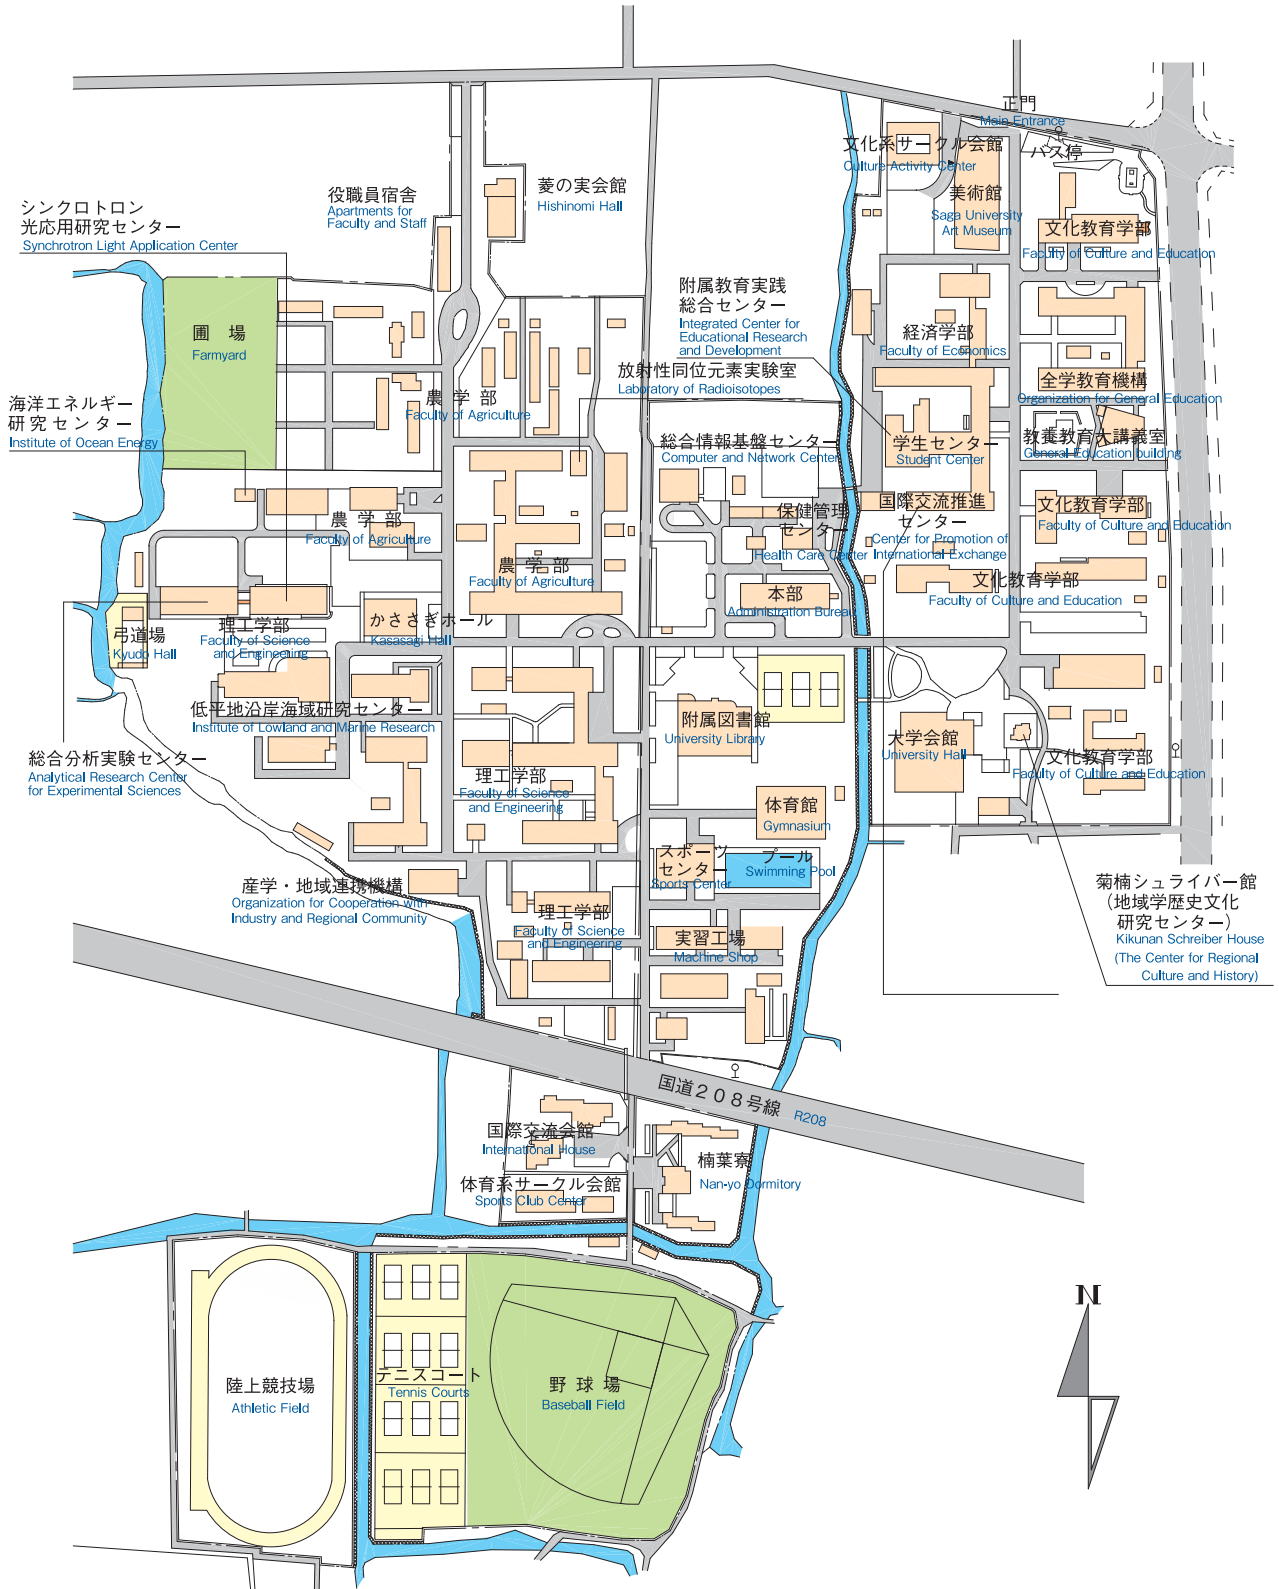 正門
Main Entrance
バス停
文化系サークル会館
Culture Activity Center
美術館
Saga University
Art Museum
文化教育学部
Faculty of Culture and Education
役職員宿舎
Apartments for
Faculty and Staff
菱の実会館
Hishinomi Hall
シンクロトロン
光応用研究センター
Synchrotron Light Application Center
附属教育実践
総合センター
Integrated Center for
Educational Research
and Development
経済学部
Faculty of Economics
圃 場
Farmyard
放射性同位元素実験室
Laboratory of Radioisotopes
全学教育機構
Organization for General Education
農 学 部
Faculty of Agriculture
海洋エネルギー
研究センター
Institute of Ocean Energy
総合情報基盤センター
Computer and Network Center
学生センター
Student Center
教養教育大講義室
General Education building
農 学 部
Faculty of Agriculture
保健管理
センター
Health Care Center
国際交流推進
センター
Center for Promotion of
International Exchange
文化教育学部
Faculty of Culture and Education
農 学 部
Faculty of Agriculture
本部
Administration Bureau
文化教育学部
Faculty of Culture and Education
弓道場
Kyudo Hall
理工学部
Faculty of Science
and Engineering
かささぎホール
Kasasagi Hall
低平地沿岸海域研究センター
Institute of Lowland and Marine Research
附属図書館
University Library
大学会館
University Hall
文化教育学部
Faculty of Culture and Education
総合分析実験センター
Analytical Research Center
for Experimental Sciences
理工学部
Faculty of Science
and Engineering
体育館
Gymnasium
スポーツ
センター
Sports Center
プール
Swimming Pool
産学・地域連携機構
Organization for Cooperation with
Industry and Regional Community
理工学部
Faculty of Science
and Engineering
実習工場
Machine Shop
菊楠シュライバー館
（地域学歴史文化
研究センター）
Kikunan Schreiber House
(The Center for Regional
Culture and History)
国道２０８号線 R208
国際交流会館
International House
楠葉寮
Nan-yo Dormitory
体育系サークル会館
Sports Club Center
N
陸上競技場
Athletic Field
テニスコート
Tennis Courts
野 球 場
Baseball Field